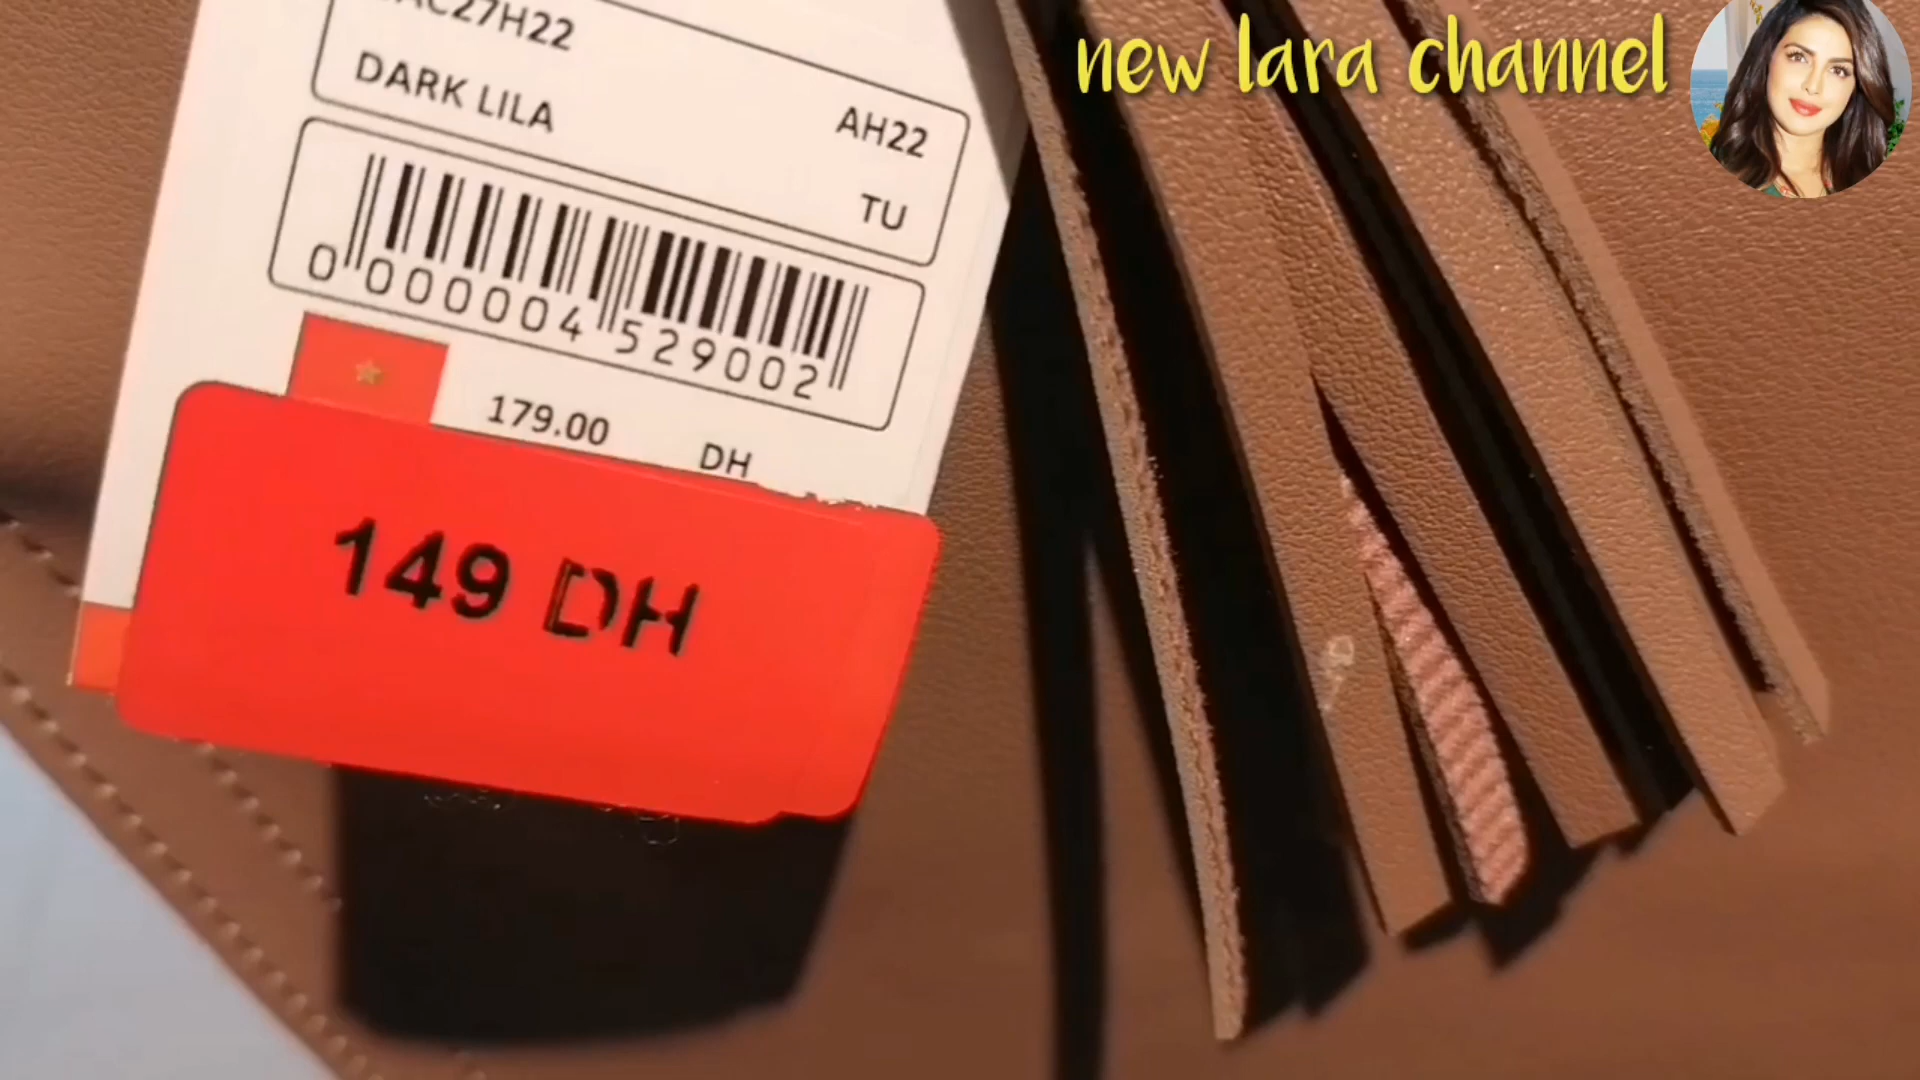 new lara channel
AC27H22
DARK LILA
AH22
TU
0 000004 529002
179.00 DH
149 DH